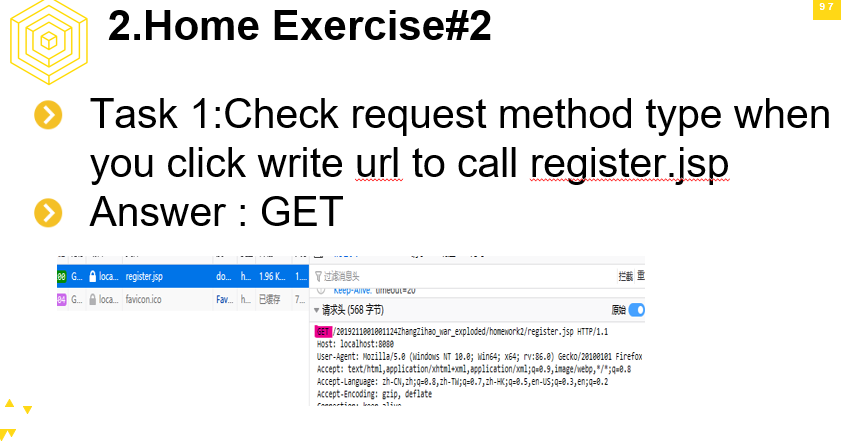 97
2.Home Exercise#2
Task 1:Check request method type when
you click write url to call register.jsp
Answer : GET
00 G... loca... register.jsp do... h... 1.96 K... 1...
04 G... loca... favicon.ico Fav... h... 已缓存 7...
过滤消息头 拦截 重
Keep-Alive: timeout=20
请求头 (568 字节) 原始
GET /2019211001001124ZhangZihao_war_exploded/homework2/register.jsp HTTP/1.1
Host: localhost:8080
User-Agent: Mozilla/5.0 (Windows NT 10.0; Win64; x64; rv:86.0) Gecko/20100101 Firefox
Accept: text/html,application/xhtml+xml,application/xml;q=0.9,image/webp,*/*;q=0.8
Accept-Language: zh-CN,zh;q=0.8,zh-TW;q=0.7,zh-HK;q=0.5,en-US;q=0.3,en;q=0.2
Accept-Encoding: gzip, deflate
Connection: keep-alive